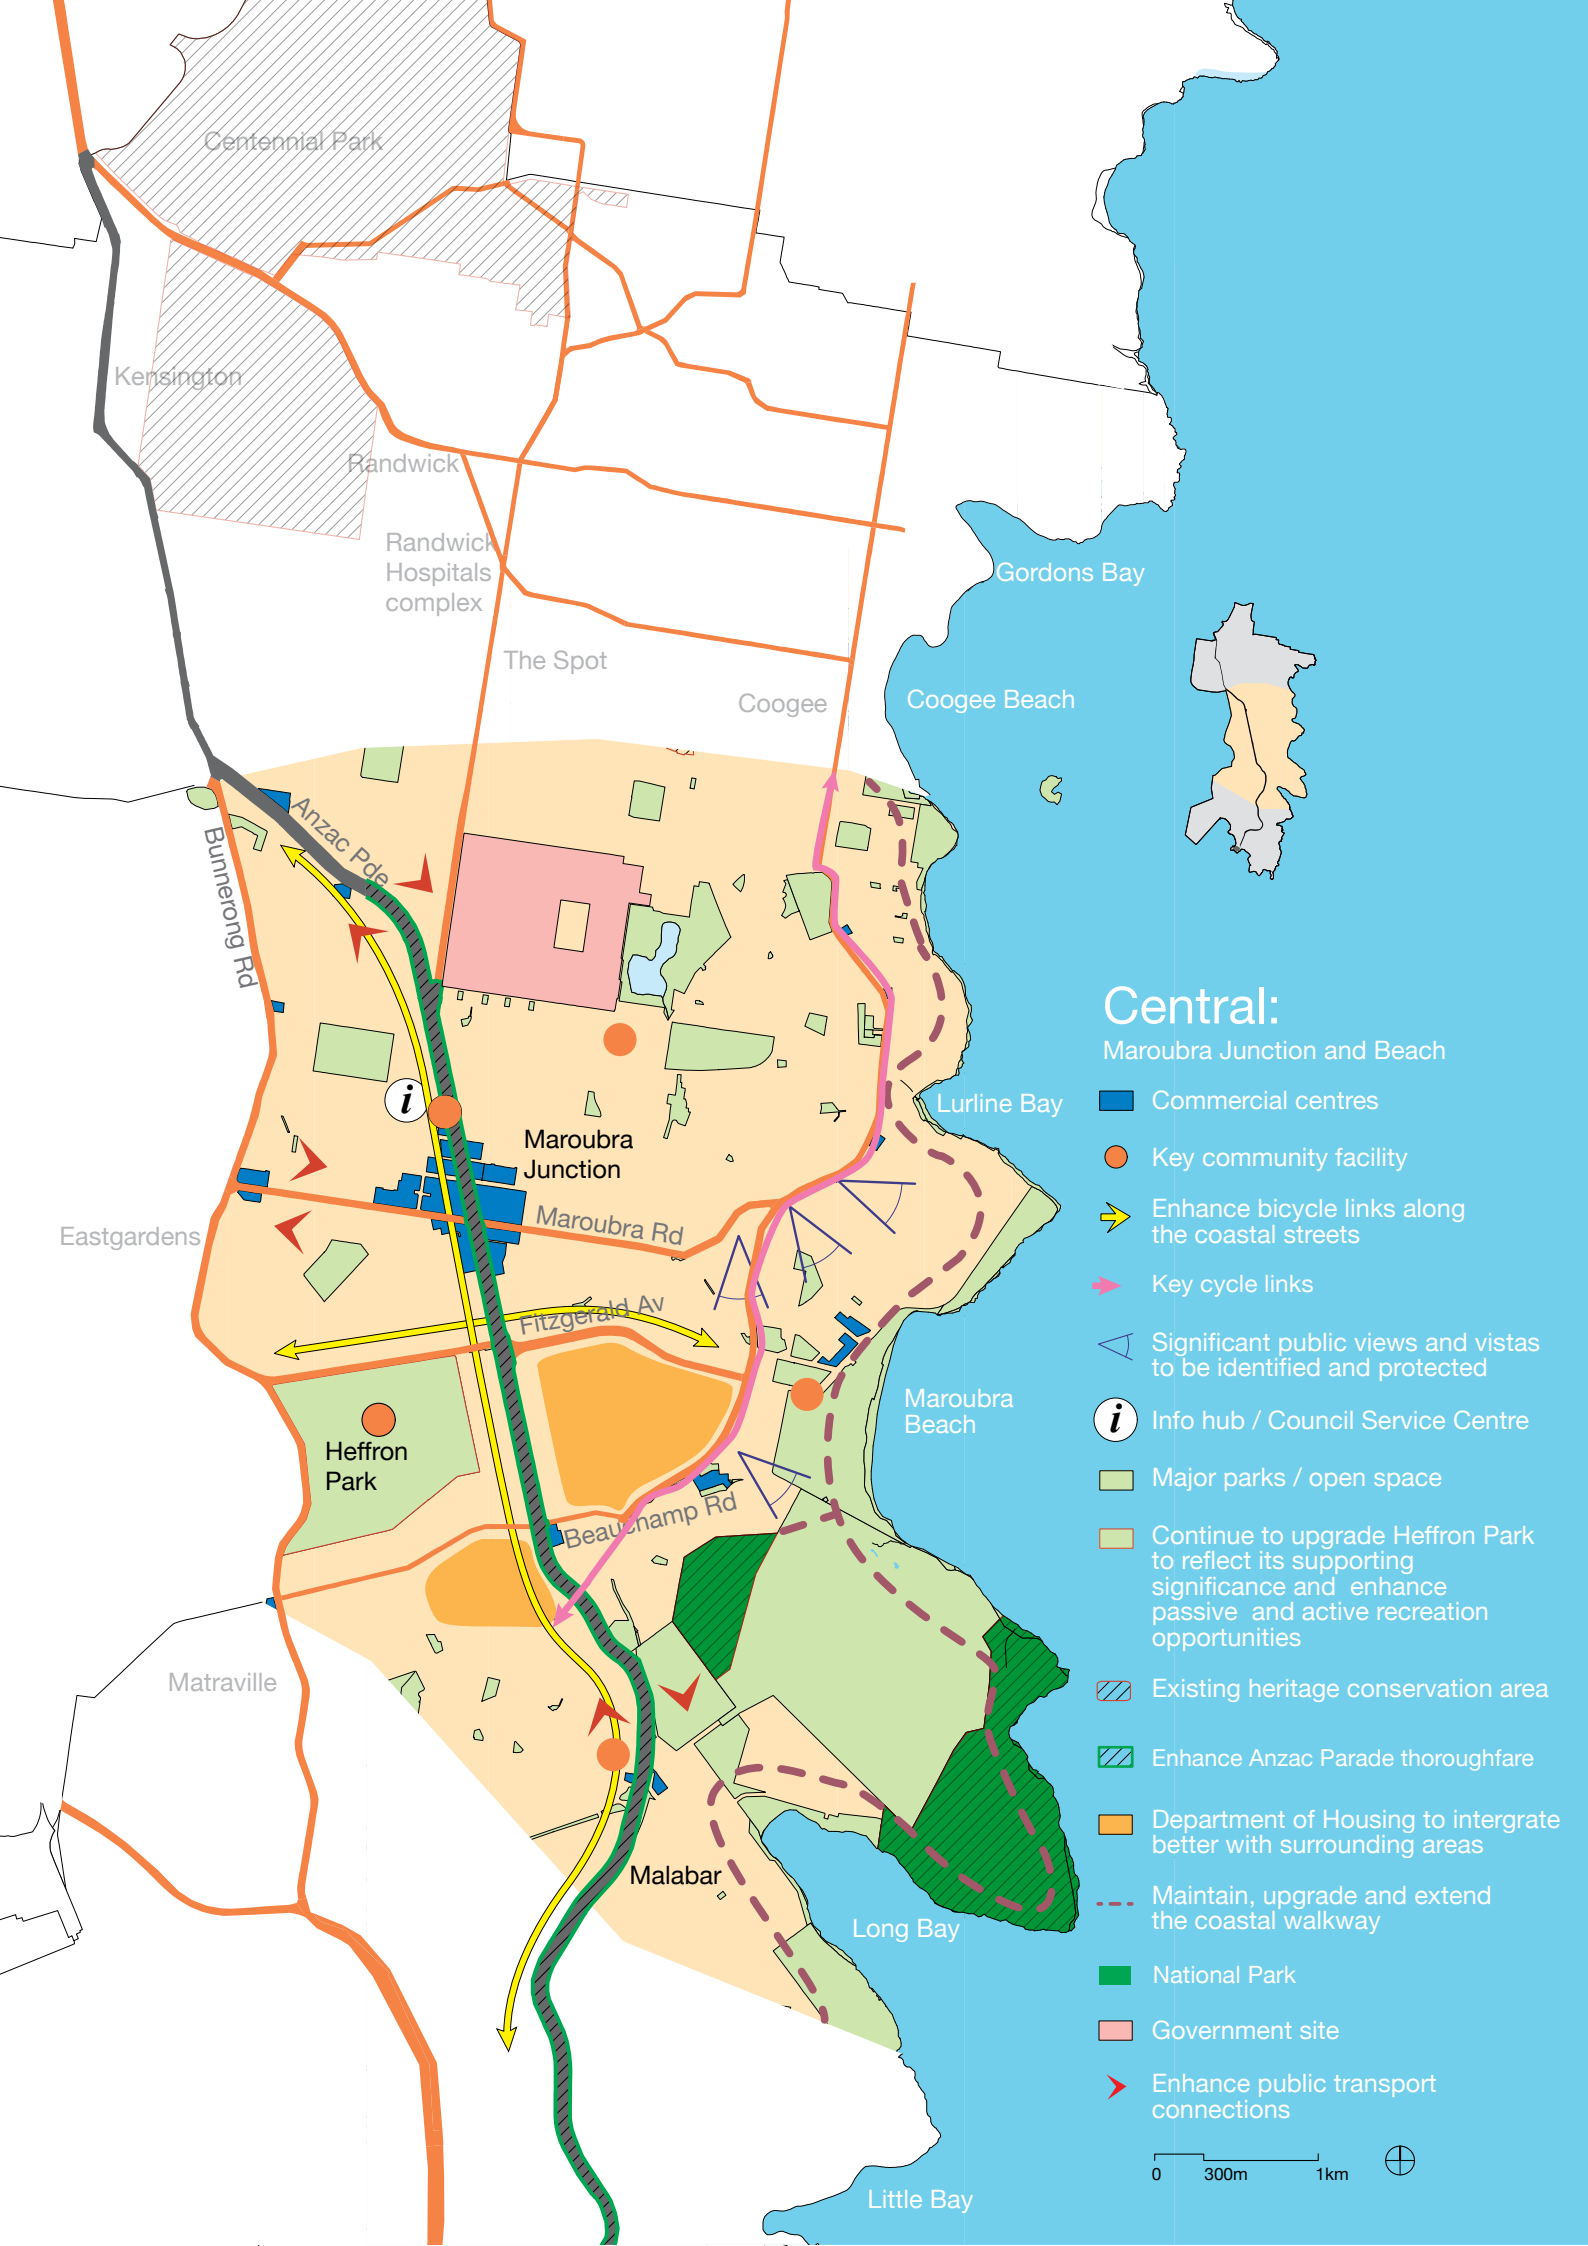 Centennial Park
Kensington
Randwick
Randwick
Hospitals
complex
Gordons Bay
The Spot
Coogee
Coogee Beach
Anzac Pde
Bunnerong Rd
Central:
Maroubra Junction and Beach
i
Lurline Bay
Maroubra
Junction
Maroubra Rd
Eastgardens
Fitzgerald Av
Maroubra
Beach
Heffron
Park
Beauchamp Rd
Matraville
Malabar
Long Bay
Little Bay
Commercial centres
Key community facility
Enhance bicycle links along
the coastal streets
Key cycle links
Significant public views and vistas
to be identified and protected
i
Info hub / Council Service Centre
Major parks / open space
Continue to upgrade Heffron Park
to reflect its supporting
significance and enhance
passive and active recreation
opportunities
Existing heritage conservation area
Enhance Anzac Parade thoroughfare
Department of Housing to intergrate
better with surrounding areas
Maintain, upgrade and extend
the coastal walkway
National Park
Government site
Enhance public transport
connections
0 300m 1km